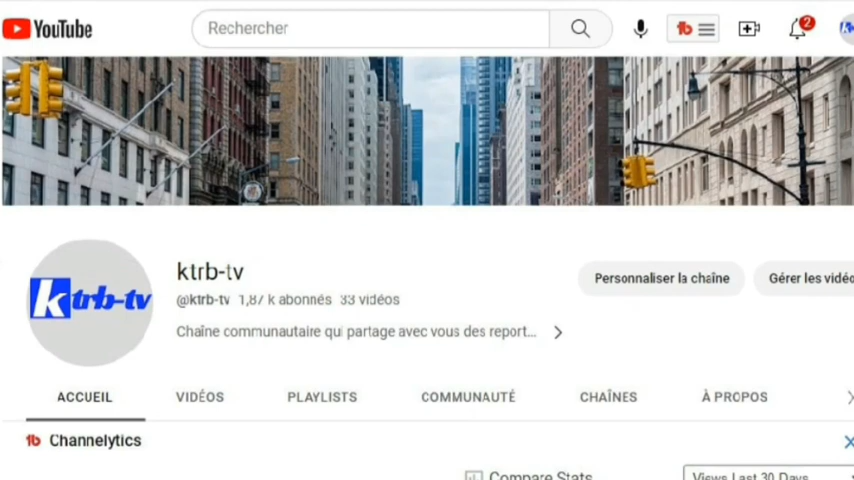 YouTube
Rechercher
tb
2
ktrb-tv
ktrb-tv
@ktrb-tv 1,87 k abonnés 33 vidéos
Personnaliser la chaîne
Gérer les vidéo
Chaîne communautaire qui partage avec vous des report...
ACCUEIL
VIDÉOS
PLAYLISTS
COMMUNAUTÉ
CHAÎNES
À PROPOS
tb Channelytics
Compare Stats
Views Last 30 Days